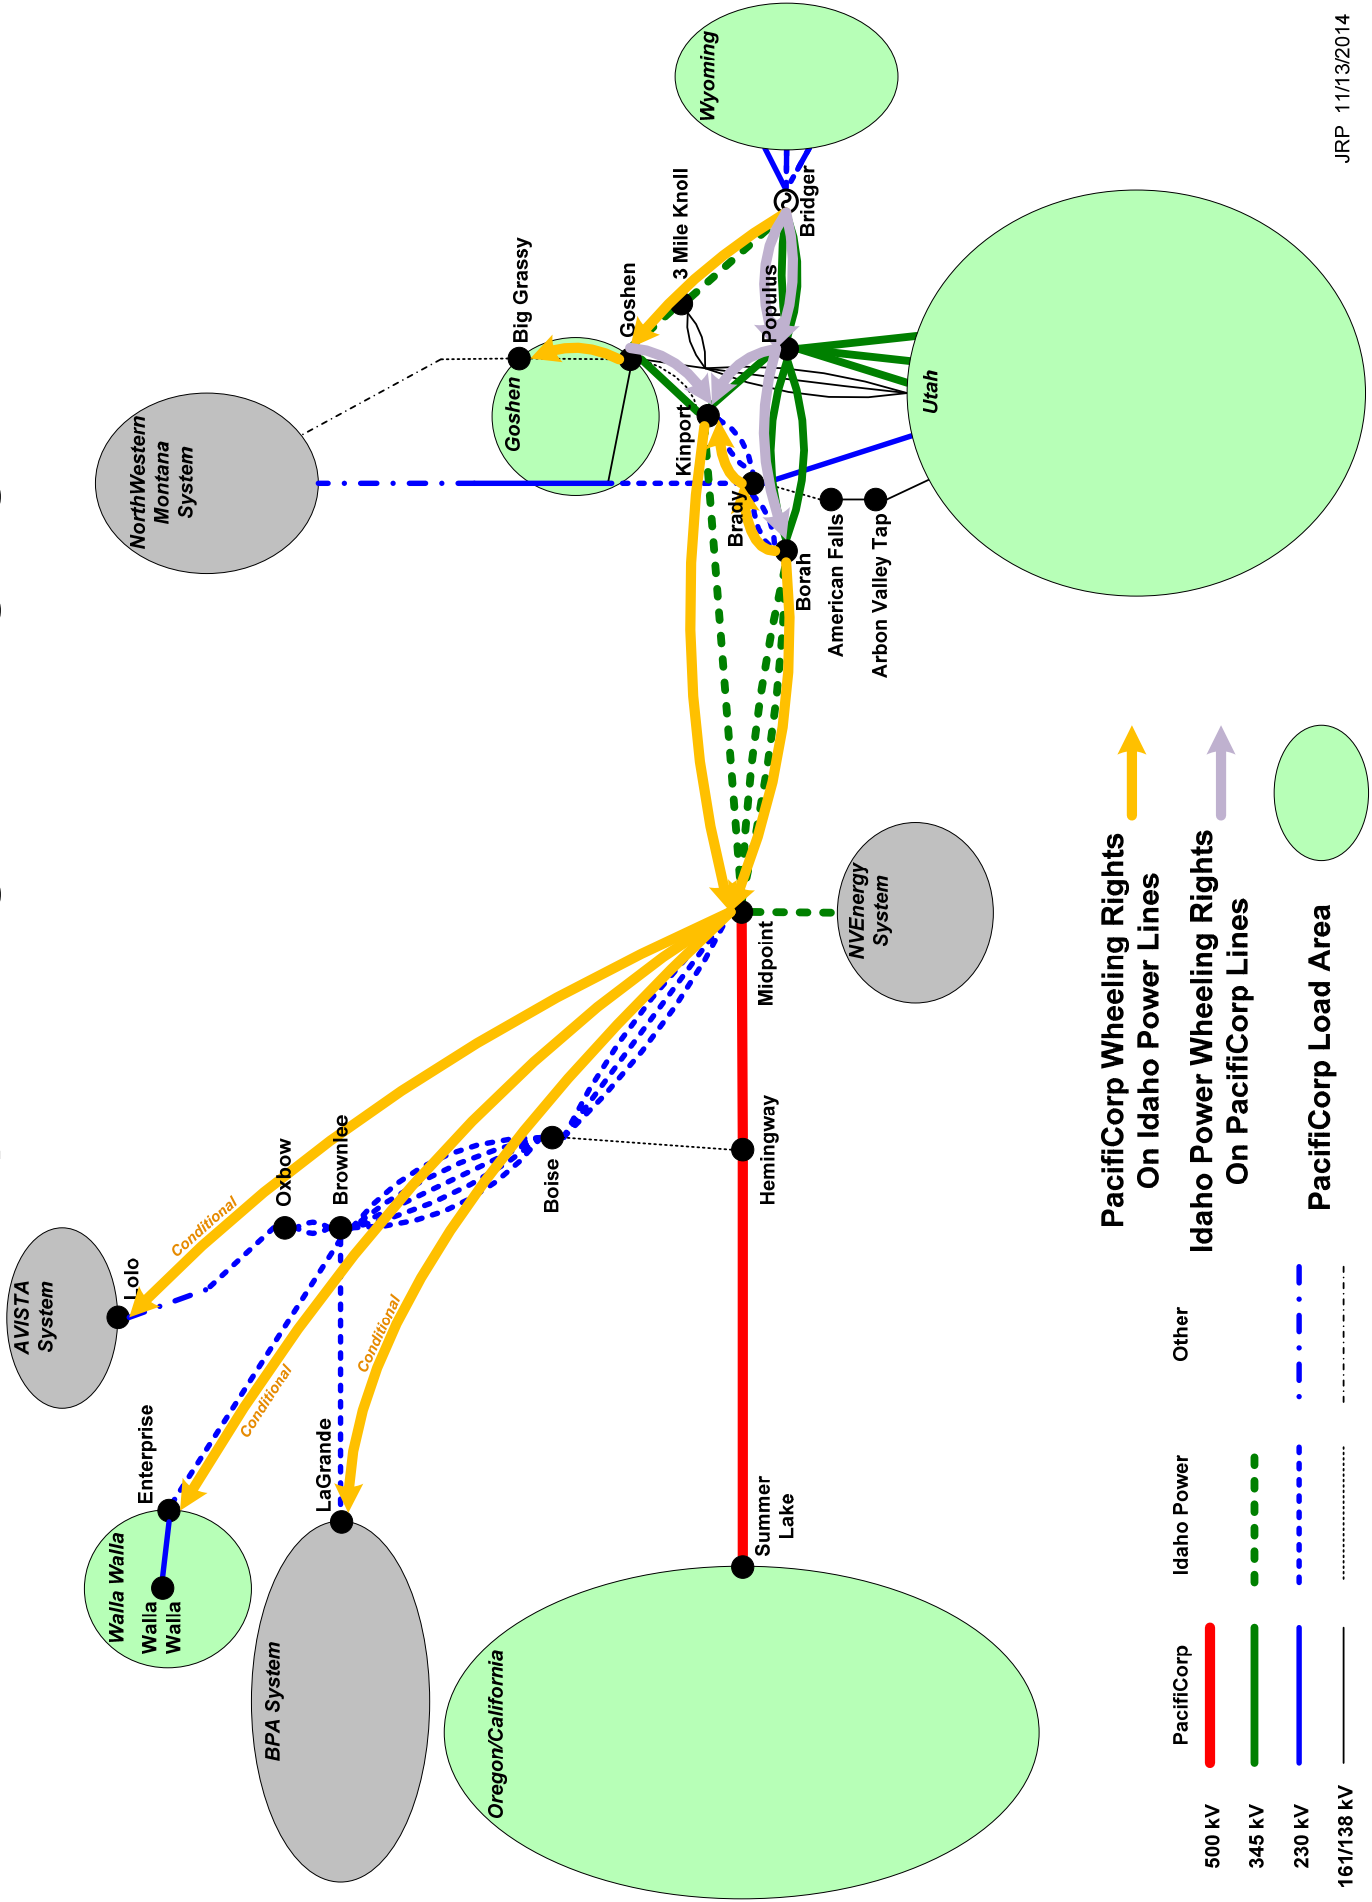 AVISTA
System
Lolo
Conditional
Oxbow
Brownlee
Enterprise
Walla Walla
Walla
Walla
Conditional
LaGrande
Conditional
BPA System
Oregon/California
Boise
Summer
Lake
Hemingway
Midpoint
NVEnergy
System
NorthWestern
Montana
System
Big Grassy
Goshen
Goshen
3 Mile Knoll
Wyoming
Bridger
Populus
Kinport
Brady
Borah
American Falls
Arbon Valley Tap
Utah
PacifiCorp Wheeling Rights
On Idaho Power Lines
Idaho Power Wheeling Rights
On PacifiCorp Lines
PacifiCorp Load Area
PacifiCorp
Idaho Power
Other
500 kV
345 kV
230 kV
161/138 kV
JRP 11/13/2014